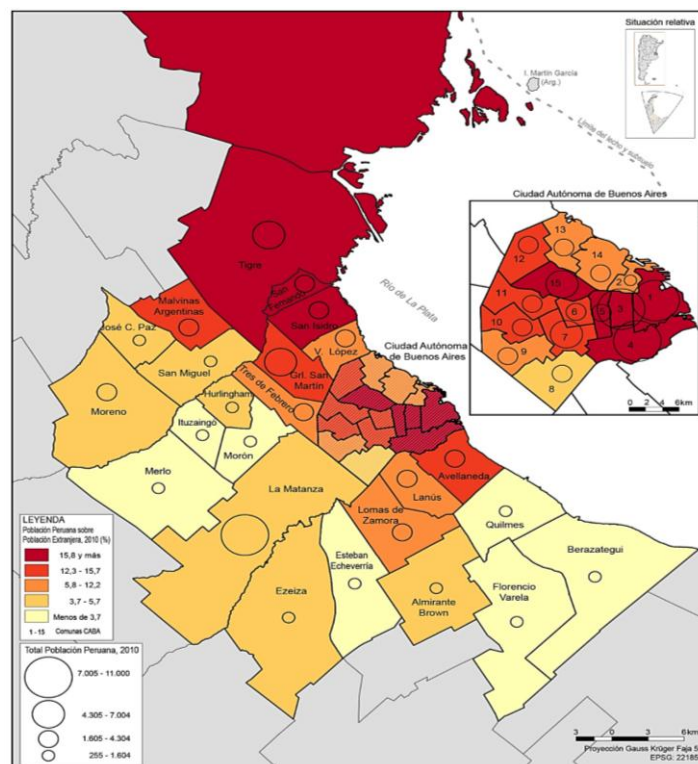 Situación relativa
I. Martín García
(Arg.)
Límite del lecho y subsuelo
Río de La Plata
Tigre
San Fernando
San Isidro
Malvinas
Argentinas
José C. Paz
San Miguel
Grl. San
Martín
V. López
Ciudad Autónoma
de Buenos Aires
Tres de Febrero
Hurlingham
Moreno
Ituzaingó
Morón
Merlo
La Matanza
Avellaneda
Lanús
Lomas de
Zamora
Quilmes
Berazategui
Esteban
Echeverría
Ezeiza
Almirante
Brown
Florencio
Varela
Ciudad Autónoma de Buenos Aires
13
12
14
2
15
11
1
3
5
6
10
7
4
9
8
0 2 4 6km
LEYENDA
Población Peruana sobre
Población Extranjera, 2010 (%)
15,8 y más
12,3 - 15,7
5,8 - 12,2
3,7 - 5,7
Menos de 3,7
1 - 15 Comunas CABA
Total Población Peruana, 2010
7.005 - 11.000
4.305 - 7.004
1.605 - 4.304
255 - 1.604
3 0 3 6km
Proyección Gauss Krüger Faja 5
EPSG: 22185